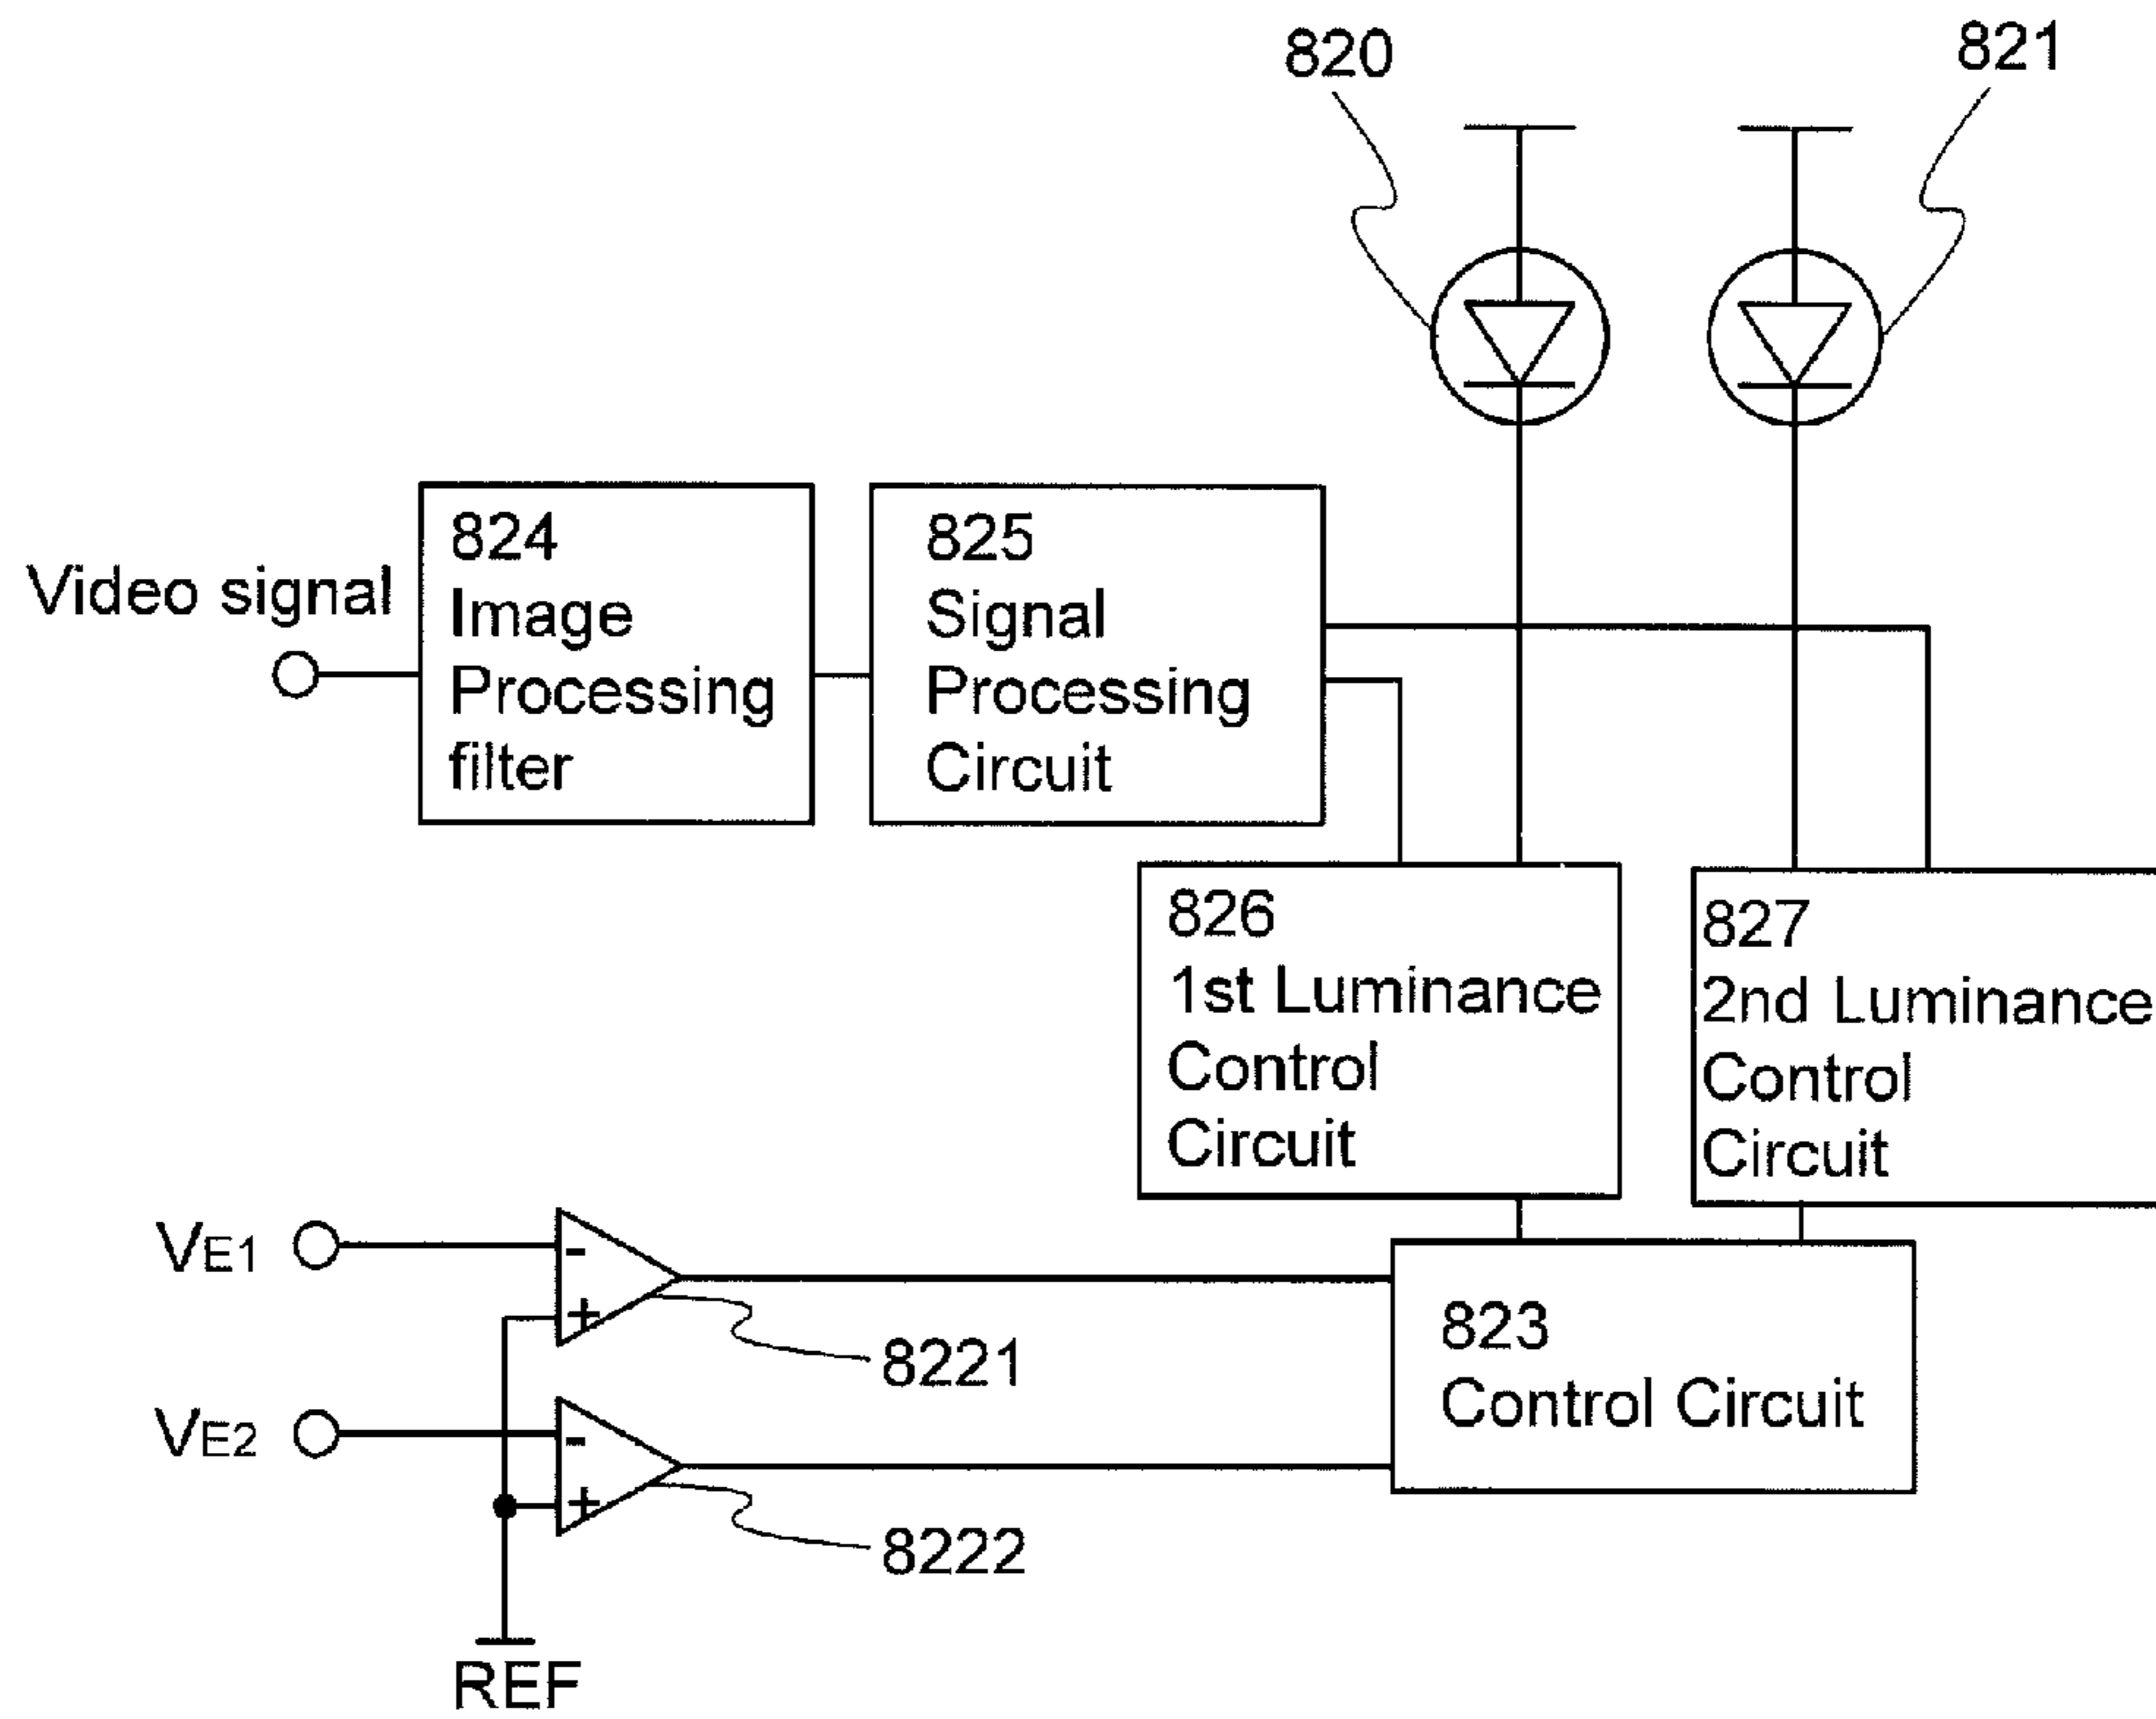 820
821
Video signal
824
Image
Processing
filter
825
Signal
Processing
Circuit
826
1st Luminance
Control
Circuit
827
2nd Luminance
Control
Circuit
VE1
-
+
8221
VE2
-
+
8222
823
Control Circuit
REF